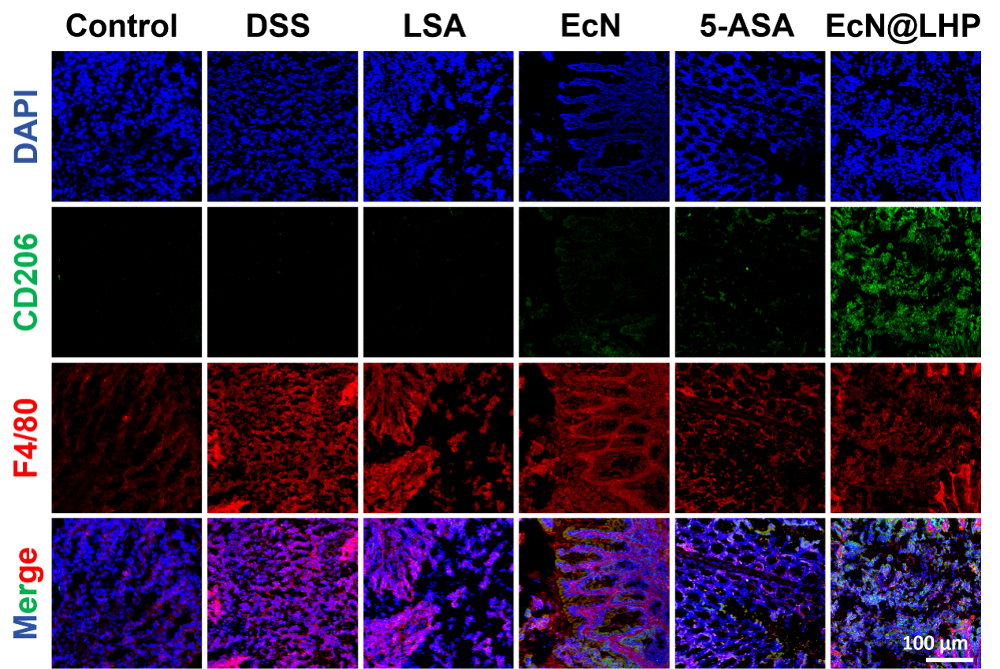 Control DSS LSA EcN 5-ASA EcN@LHP
DAPI
CD206
F4/80
Merge
100 μm